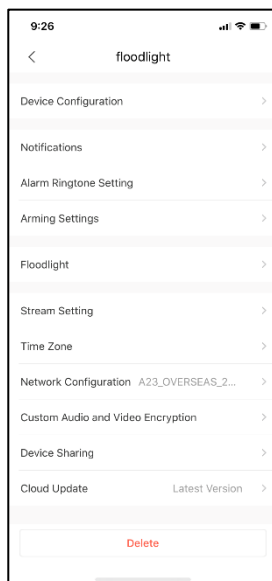 9:26
floodlight
Device Configuration
Notifications
Alarm Ringtone Setting
Arming Settings
Floodlight
Stream Setting
Time Zone
Network Configuration A23_OVERSEAS_2...
Custom Audio and Video Encryption
Device Sharing
Cloud Update Latest Version
Delete